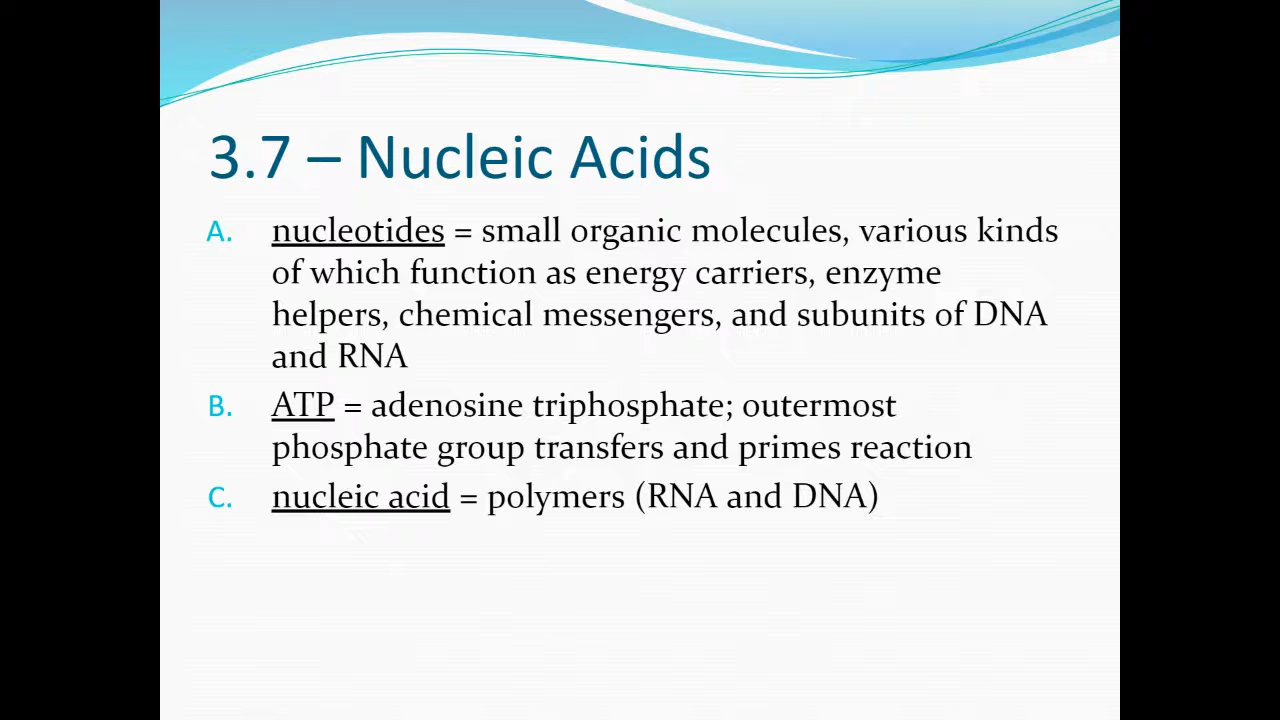 3.7 – Nucleic Acids
A. nucleotides = small organic molecules, various kinds
of which function as energy carriers, enzyme
helpers, chemical messengers, and subunits of DNA
and RNA
B. ATP = adenosine triphosphate; outermost
phosphate group transfers and primes reaction
C. nucleic acid = polymers (RNA and DNA)